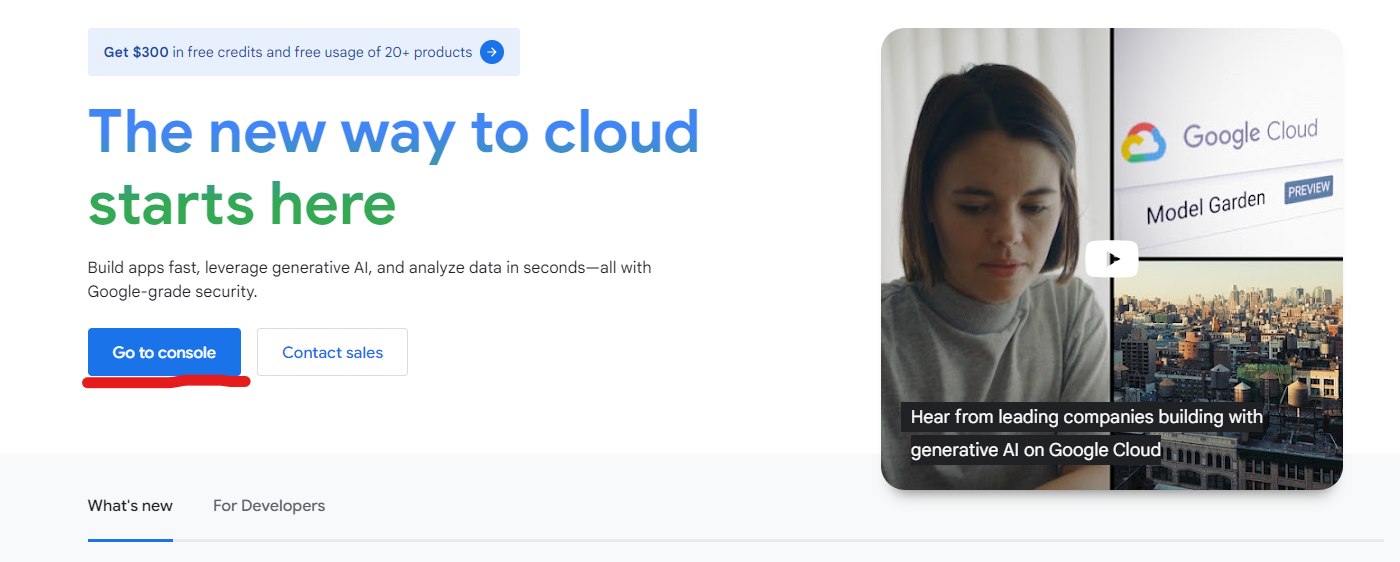 Get $300 in free credits and free usage of 20+ products
The new way to cloud
starts here
Build apps fast, leverage generative AI, and analyze data in seconds—all with
Google-grade security.
Go to console
Contact sales
Google Cloud
Model Garden
PREVIEW
Hear from leading companies building with
generative AI on Google Cloud
What's new
For Developers